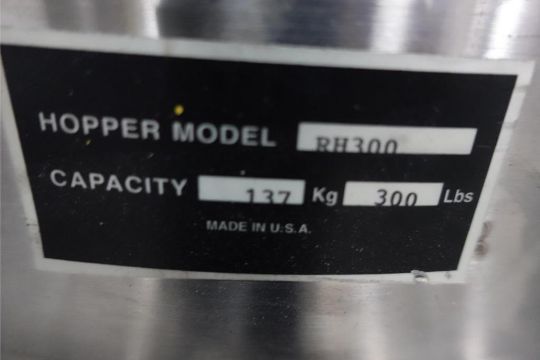 HOPPER MODEL RH300
CAPACITY 137 Kg 300 Lbs
MADE IN U.S.A.